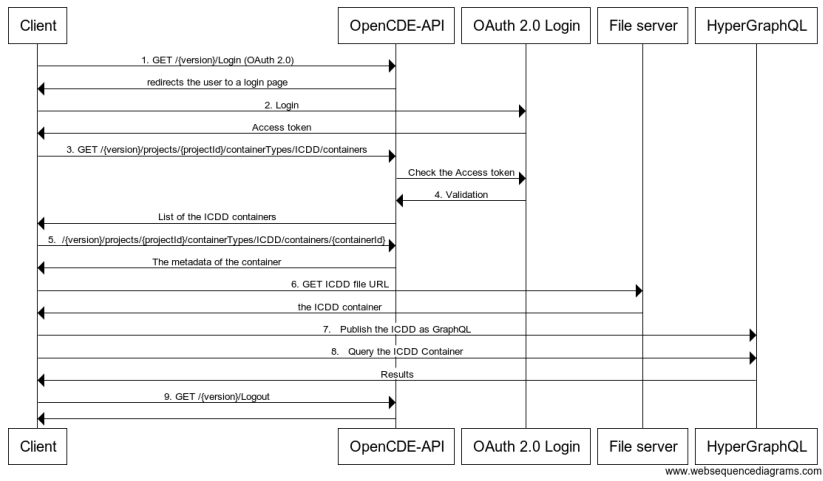 Client
OpenCDE-API
OAuth 2.0 Login
File server
HyperGraphQL
1. GET /{version}/Login (OAuth 2.0)
redirects the user to a login page
2. Login
Access token
3. GET /{version}/projects/{projectId}/containerTypes/ICDD/containers
Check the Access token
4. Validation
List of the ICDD containers
5. /{version}/projects/{projectId}/containerTypes/ICDD/containers/{containerId}
The metadata of the container
6. GET ICDD file URL
the ICDD container
7. Publish the ICDD as GraphQL
8. Query the ICDD Container
Results
9. GET /{version}/Logout
Client
OpenCDE-API
OAuth 2.0 Login
File server
HyperGraphQL
www.websequencediagrams.com